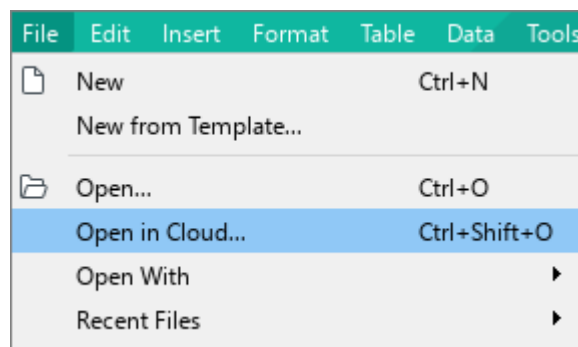 File Edit Insert Format Table Data Tools
New Ctrl+N
New from Template...
Open... Ctrl+O
Open in Cloud... Ctrl+Shift+O
Open With
Recent Files